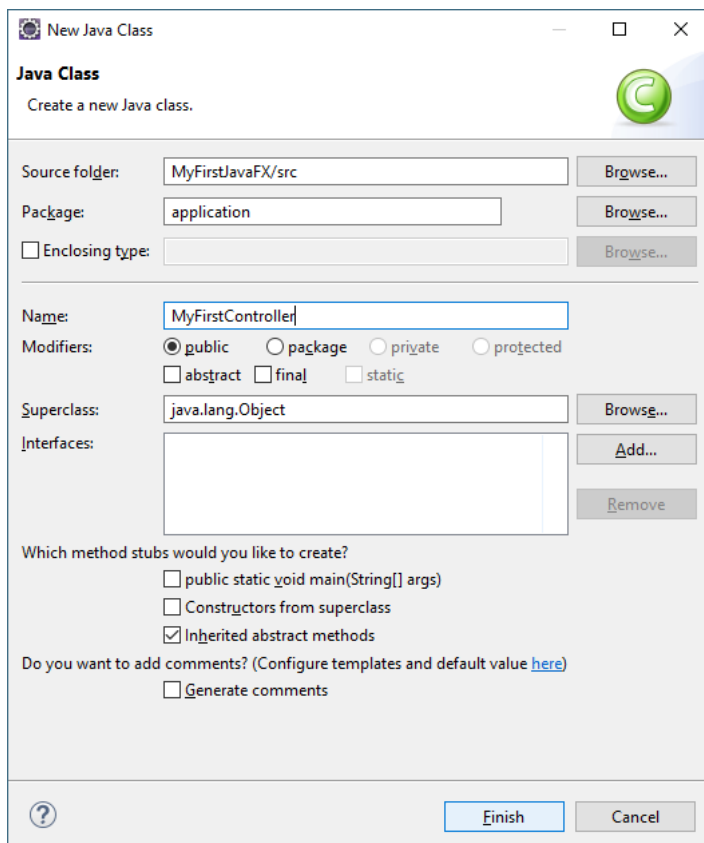 New Java Class
Java Class
Create a new Java class.
Source folder: MyFirstJavaFX/src Browse...
Package: application Browse...
Enclosing type: Browse...
Name: MyFirstController
Modifiers: public package private protected
abstract final static
Superclass: java.lang.Object Browse...
Interfaces: Add...
Remove
Which method stubs would you like to create?
public static void main(String[] args)
Constructors from superclass
Inherited abstract methods
Do you want to add comments? (Configure templates and default value here)
Generate comments
? Finish Cancel